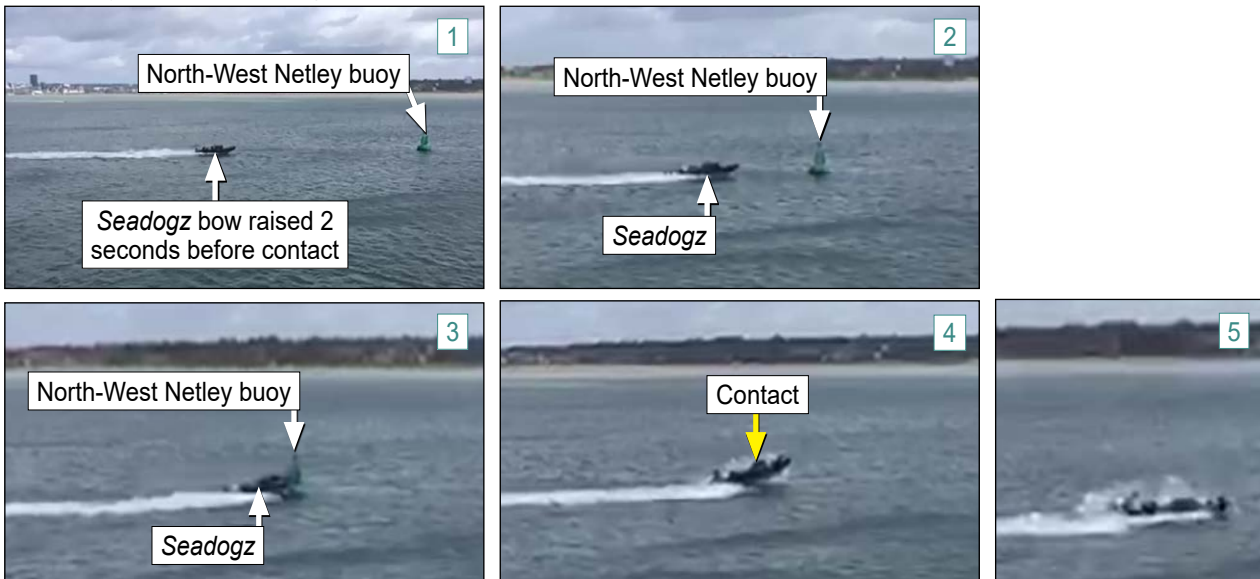 1
North-West Netley buoy
Seadogz bow raised 2
seconds before contact
2
North-West Netley buoy
Seadogz
3
North-West Netley buoy
Seadogz
4
Contact
5